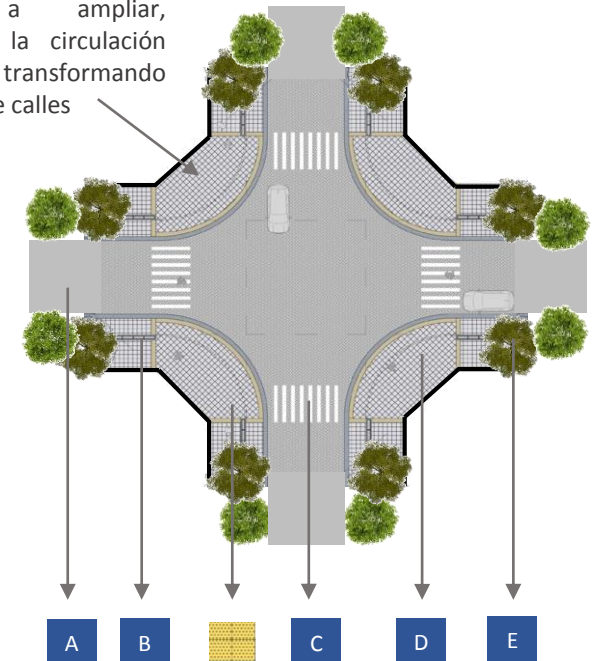 a ampliar,
la circulación
transformando
e calles
A B C D E